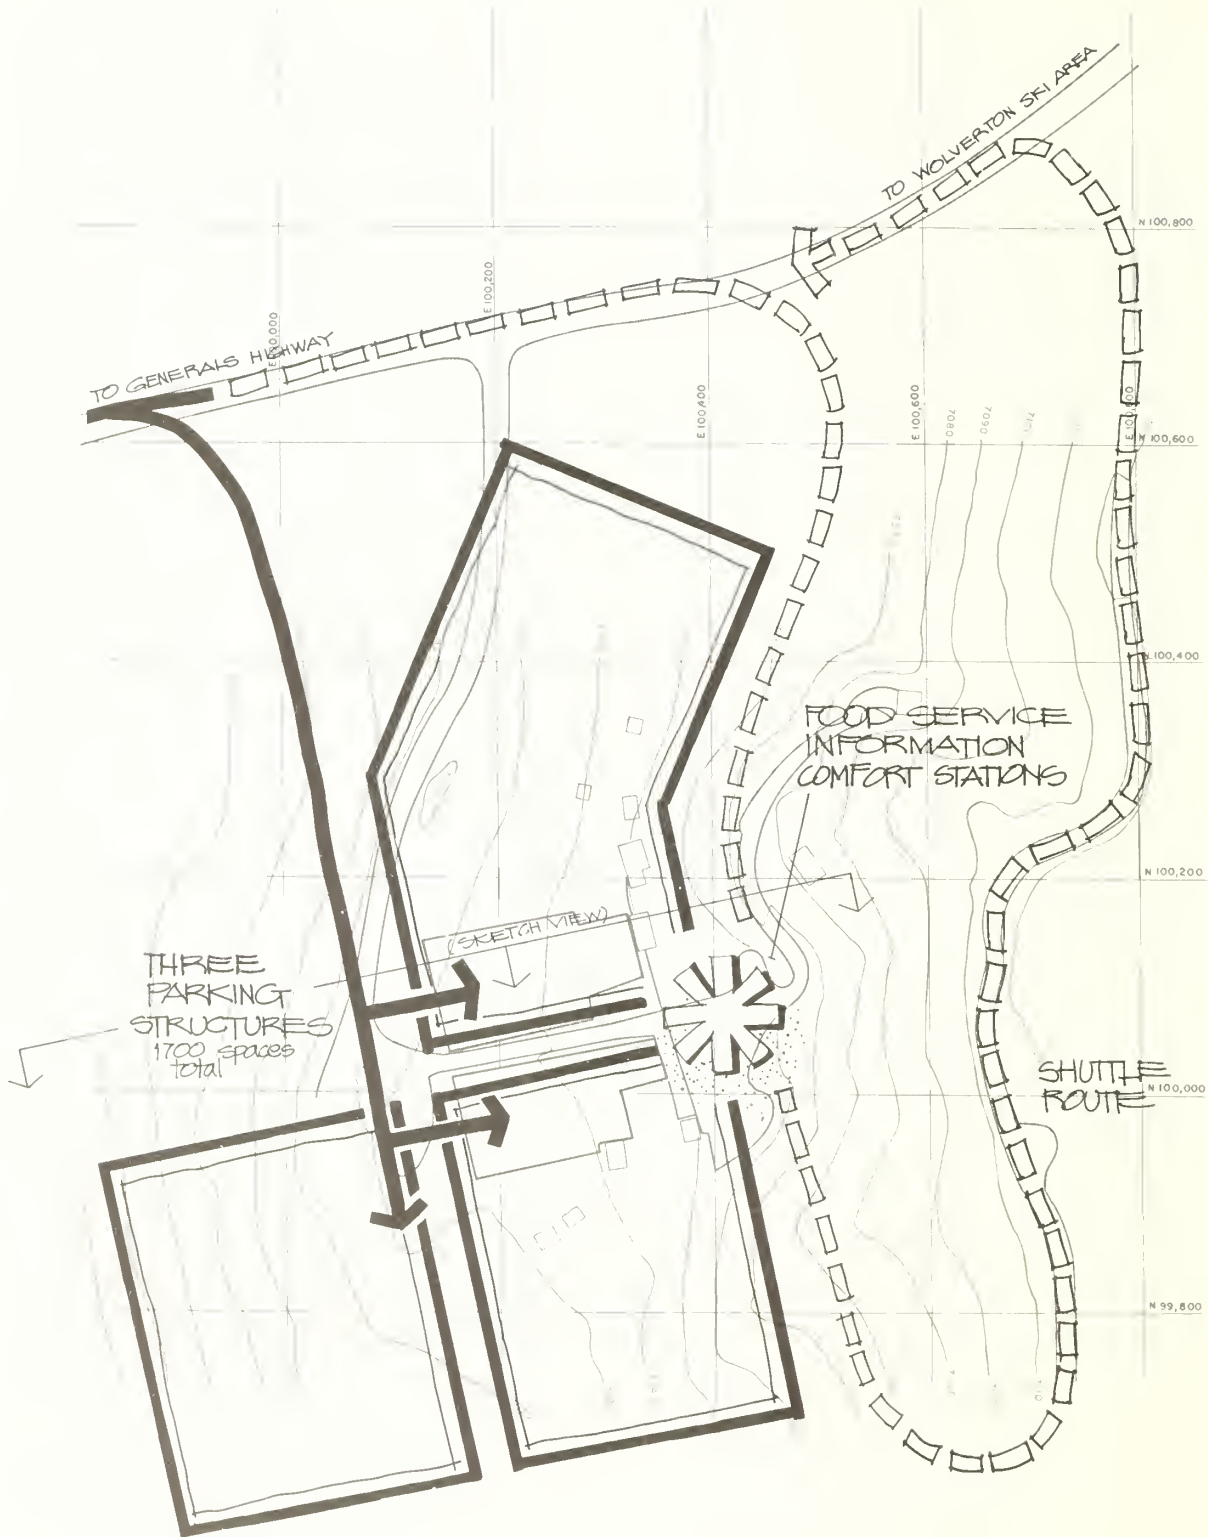 TO WOLVERTON SKI AREA
N 100,800
E 100,200
TO GENERALS HIGHWAY
E 100,400
E 100,600
7080
7090
N 100,600
N 100,400
FOOD SERVICE
INFORMATION
COMFORT STATIONS
N 100,200
(SKETCH VIEW)
THREE
PARKING
STRUCTURES
1700 spaces
total
SHUTTLE
ROUTE
N 100,000
N 99,800